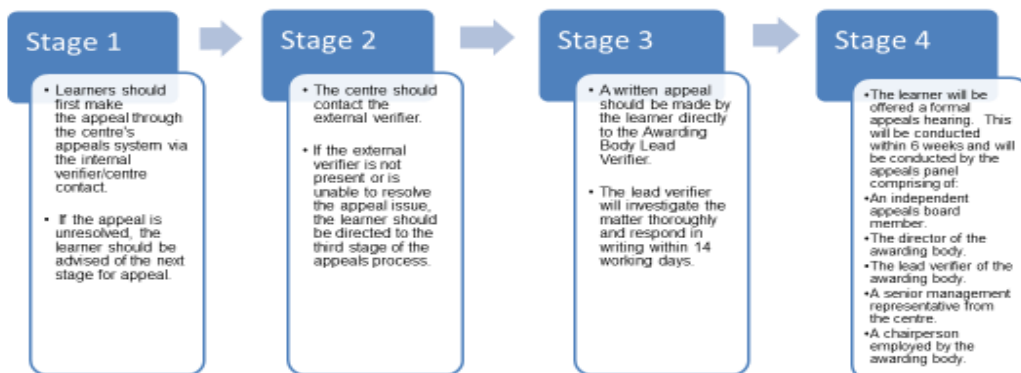 Stage 1
• Learners should
first make
the appeal through
the centre's
appeals system via
the internal
verifier/centre
contact.
• If the appeal is
unresolved, the
learner should be
advised of the next
stage for appeal.
Stage 2
• The centre should
contact the
external verifier.
• If the external
verifier is not
present or is
unable to resolve
the appeal issue,
the learner should
be directed to the
third stage of the
appeals process.
Stage 3
• A written appeal
should be made by
the learner directly
to the Awarding
Body Lead
Verifier.
• The lead verifier
will investigate the
matter thoroughly
and respond in
writing within 14
working days.
Stage 4
•The learner will be
offered a formal
appeals hearing. This
will be conducted
within 6 weeks and will
be conducted by the
appeals panel
comprising of:
•An independent
appeals board
member.
•The director of the
awarding body.
•The lead verifier of the
awarding body.
•A senior management
representative from
the centre.
•A chairperson
employed by the
awarding body.